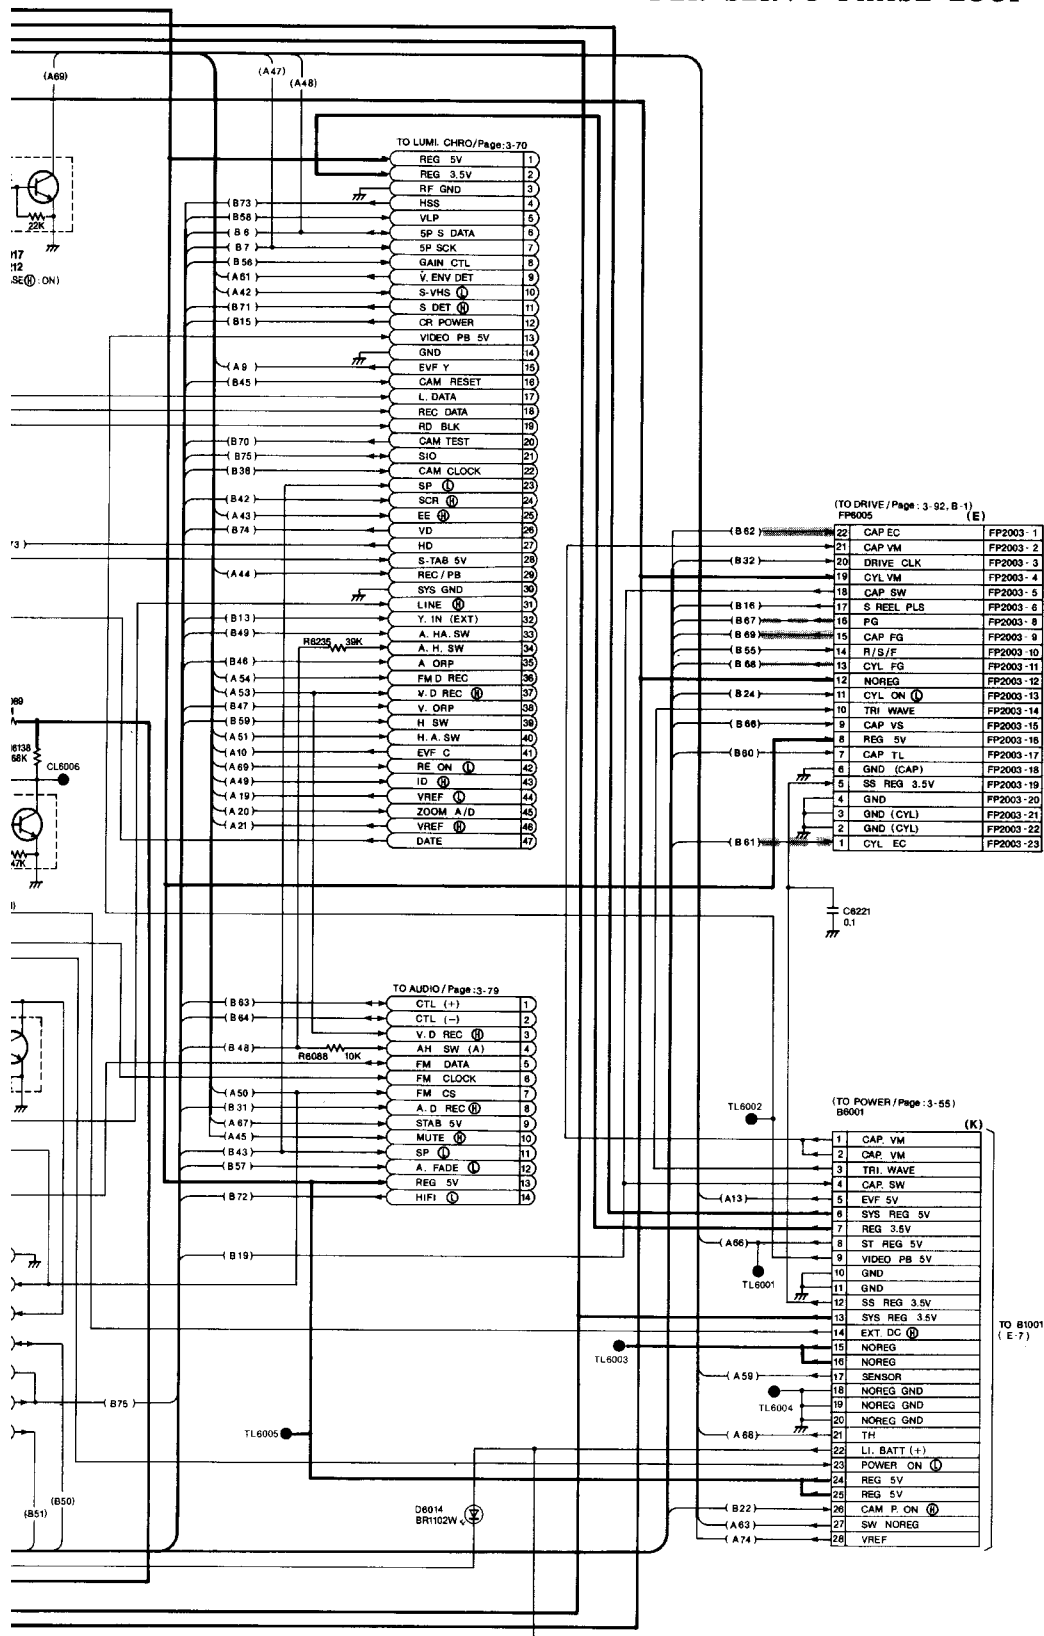 (A69)
(A47)
(A48)
22K
TO LUMI. CHRO/Page:3-70
REG 5V 1
REG 3.5V 2
RF GND 3
(B73) HSS 4
(B58) VLP 5
(B6) 5P S DATA 6
(B7) 5P SCK 7
(B56) GAIN CTL 8
(A61) V. ENV DET 9
(A42) S-VHS Ⓛ 10
(B71) S DET Ⓗ 11
(B15) CR POWER 12
VIDEO PB 5V 13
GND 14
(A9) EVF Y 15
(B45) CAM RESET 16
L. DATA 17
REC DATA 18
RD BLK 19
(B70) CAM TEST 20
(B75) SIO 21
(B36) CAM CLOCK 22
SP Ⓛ 23
(B42) SCR Ⓗ 24
(A43) EE Ⓗ 25
(B74) VD 26
HD 27
S-TAB 5V 28
(A44) REC/PB 29
SYS GND 30
LINE Ⓗ 31
(B13) Y. IN (EXT) 32
(B49) A. HA. SW 33
R6235 39K A. H. SW 34
(B46) A ORP 35
(A54) FM D REC 36
(A53) V. D REC Ⓗ 37
(B47) V. ORP 38
(B59) H SW 39
(A51) H. A. SW 40
(A10) EVF C 41
(A69) RE ON Ⓛ 42
(A49) ID Ⓗ 43
(A19) VREF Ⓛ 44
(A20) ZOOM A/D 45
(A21) VREF Ⓗ 46
DATE 47
CL6006
47K
(TO DRIVE/Page: 3-92, B-1)
FP6005 (E)
(B62) 22 CAP EC FP2003-1
21 CAP VM FP2003-2
(B32) 20 DRIVE CLK FP2003-3
19 CYL VM FP2003-4
18 CAP SW FP2003-5
(B16) 17 S REEL PLS FP2003-6
(B67) 16 PG FP2003-8
(B69) 15 CAP FG FP2003-9
(B55) 14 R/S/F FP2003-10
(B68) 13 CYL FG FP2003-11
12 NOREG FP2003-12
(B24) 11 CYL ON Ⓛ FP2003-13
10 TRI WAVE FP2003-14
(B66) 9 CAP VS FP2003-15
8 REG 5V FP2003-16
(B60) 7 CAP TL FP2003-17
6 GND (CAP) FP2003-18
5 SS REG 3.5V FP2003-19
4 GND FP2003-20
3 GND (CYL) FP2003-21
2 GND (CYL) FP2003-22
(B61) 1 CYL EC FP2003-23
C6221
0.1
TO AUDIO/Page:3-79
(B63) CTL (+) 1
(B64) CTL (-) 2
V. D REC Ⓗ 3
(B48) R6088 10K AH SW (A) 4
FM DATA 5
FM CLOCK 6
(A50) FM CS 7
(B31) A. D REC Ⓗ 8
(A67) STAB 5V 9
(A45) MUTE Ⓗ 10
(B43) SP Ⓛ 11
(B57) A. FADE Ⓛ 12
REG 5V 13
(B72) HIFI Ⓛ 14
(B19)
TL6002
(TO POWER/Page:3-55)
B6001
(K)
1 CAP. VM
2 CAP. VM
3 TRI. WAVE
4 CAP. SW
(A13) 5 EVF 5V
6 SYS REG 5V
7 REG 3.5V
(A66) 8 ST REG 5V
9 VIDEO PB 5V
10 GND
TL6001
11 GND
12 SS REG 3.5V
13 SYS REG 3.5V
14 EXT. DC Ⓗ
15 NOREG
TL6003
16 NOREG
(A59) 17 SENSOR
18 NOREG GND
TL6004
19 NOREG GND
20 NOREG GND
(A68) 21 TH
22 LI. BATT (+)
23 POWER ON Ⓛ
24 REG 5V
25 REG 5V
(B22) 26 CAM P. ON Ⓗ
(A63) 27 SW NOREG
(A74) 28 VREF
TO B1001
(E-7)
(B75)
TL6005
(B50)
(B51)
D6014
BR1102W